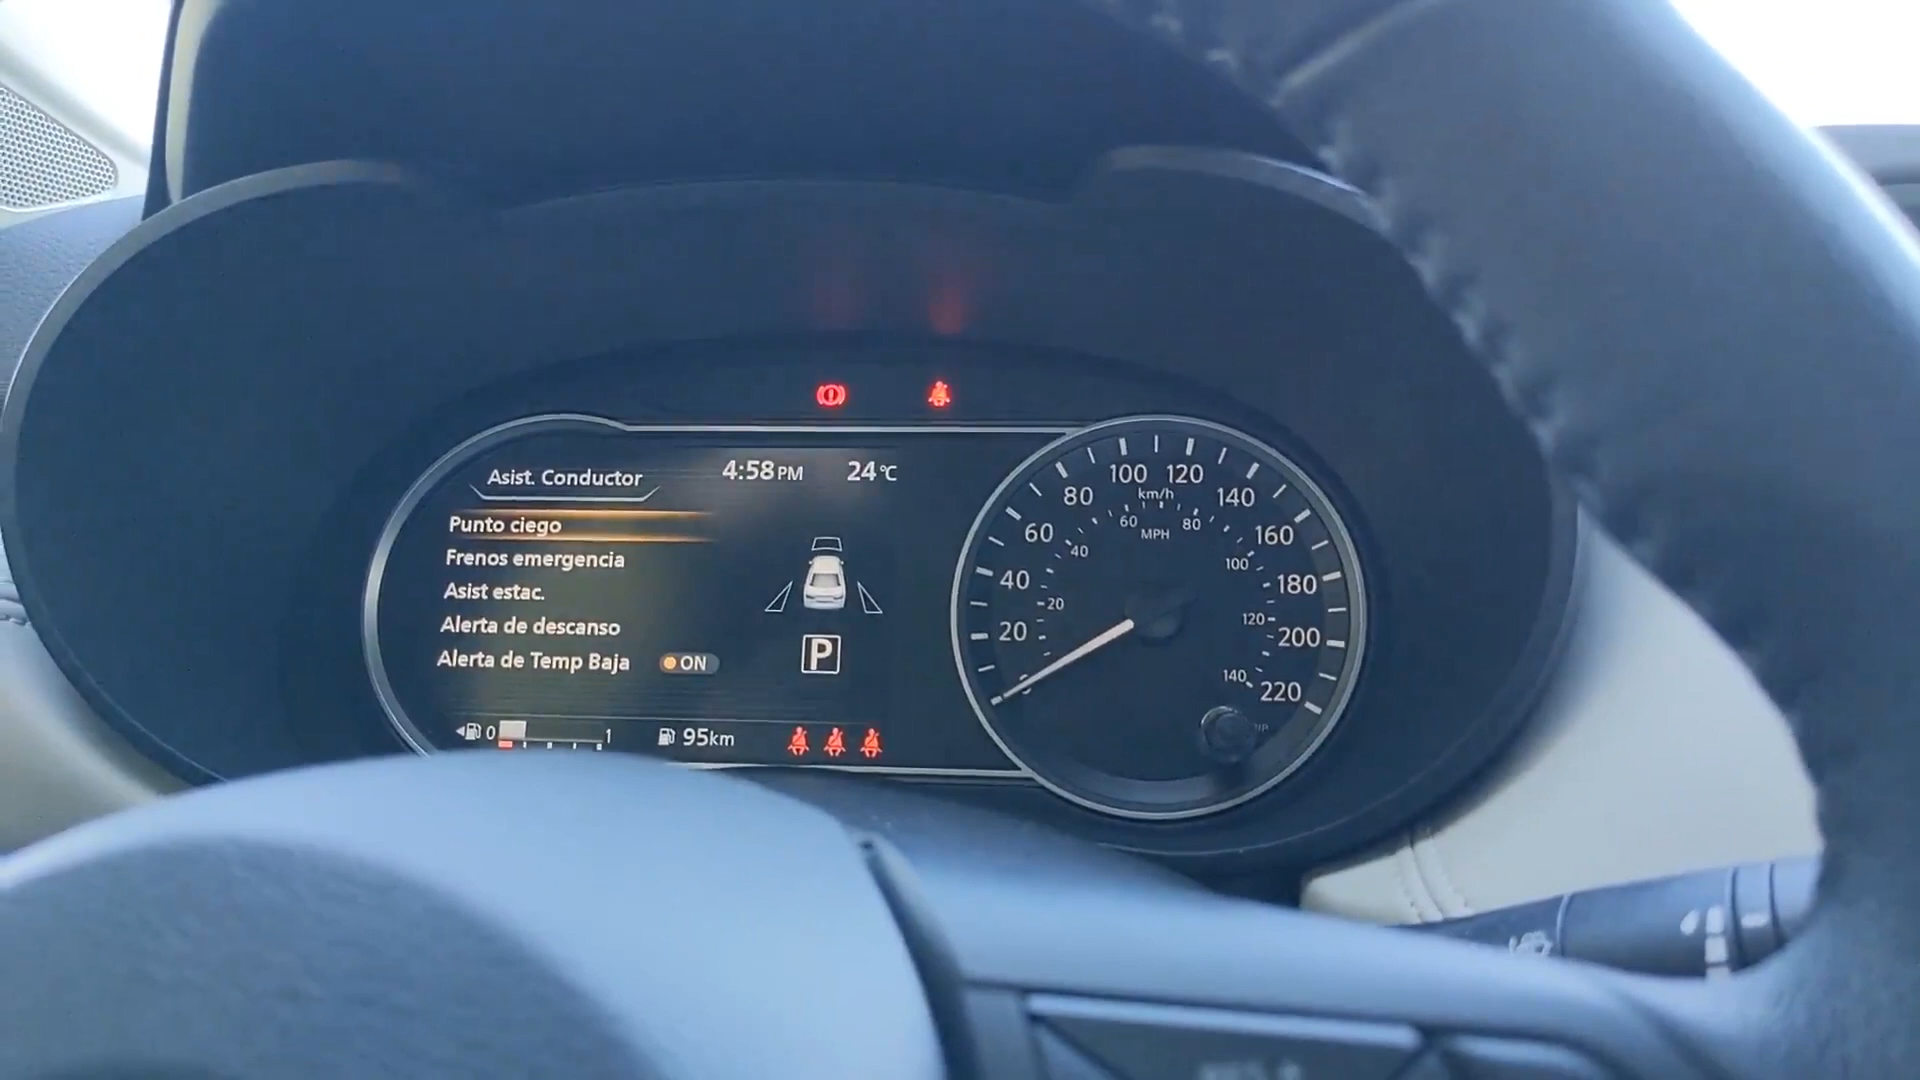 Asist. Conductor
4:58 PM
24 °C
Punto ciego
Frenos emergencia
Asist estac.
Alerta de descanso
Alerta de Temp Baja
ON
P
0
1
95km
20
40
60
80
100
120
140
160
180
200
220
km/h
20
40
60
80
100
120
140
MPH